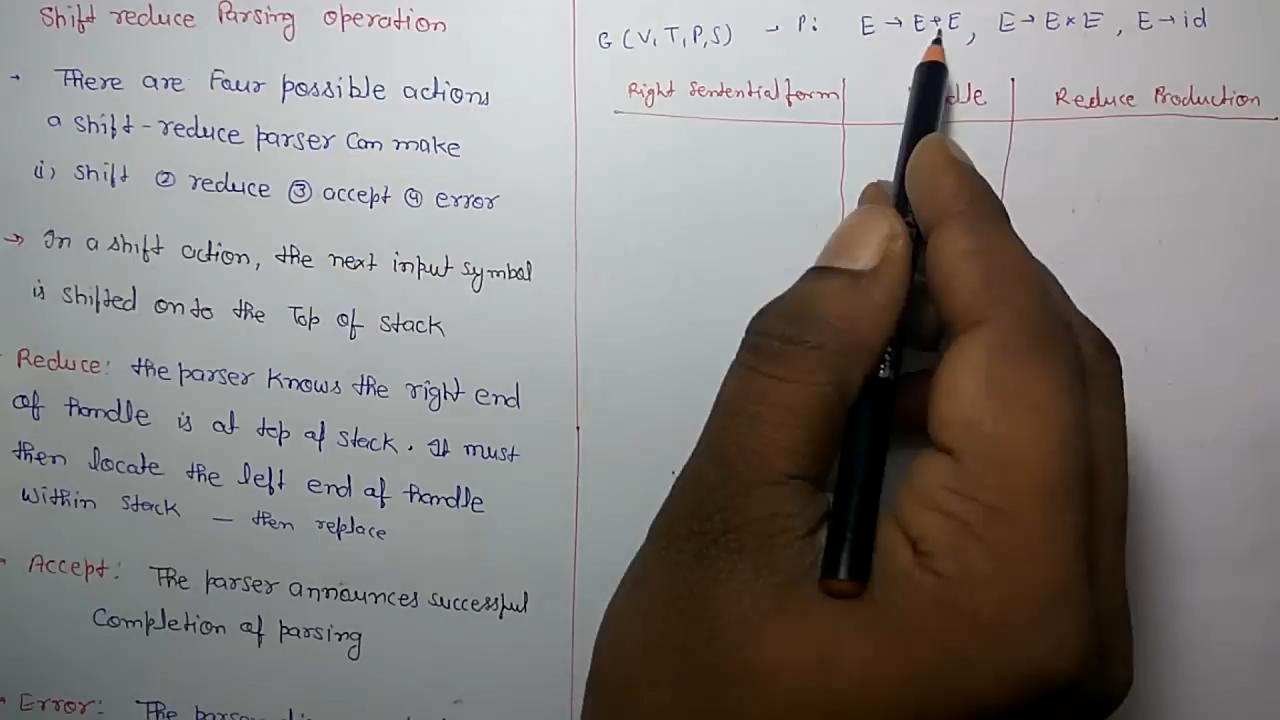 Shift reduce Parsing operation
There are Four possible actions
a shift-reduce parser Can make
(i) shift ② reduce ③ accept ④ error
→ In a shift action, the next input symbol
is shifted on to the Top of stack
Reduce: the parser knows the right end
of handle is at top of stack. It must
then locate the left end of handle
within stack — then replace
Accept: The parser announces successful
Completion of parsing
Error: The
G (V, T, P, S) - P: E → E + E, E → E × E, E → id
Right Sentential form
Reduce Production